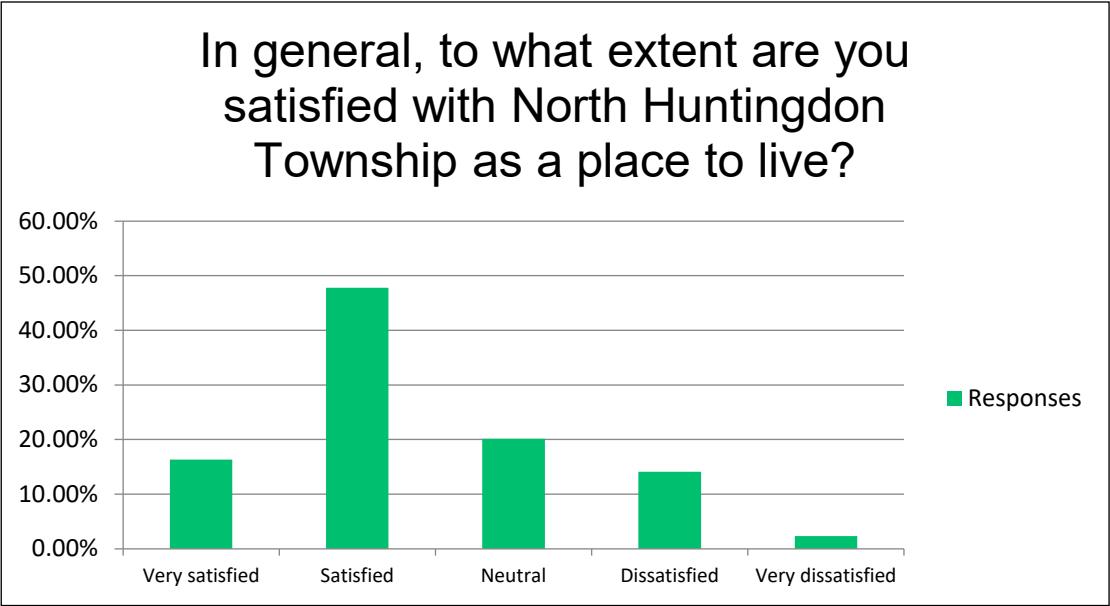 In general, to what extent are you
satisfied with North Huntingdon
Township as a place to live?
60.00%
50.00%
40.00%
30.00%
20.00%
10.00%
0.00%
Very satisfied
Satisfied
Neutral
Dissatisfied
Very dissatisfied
Responses